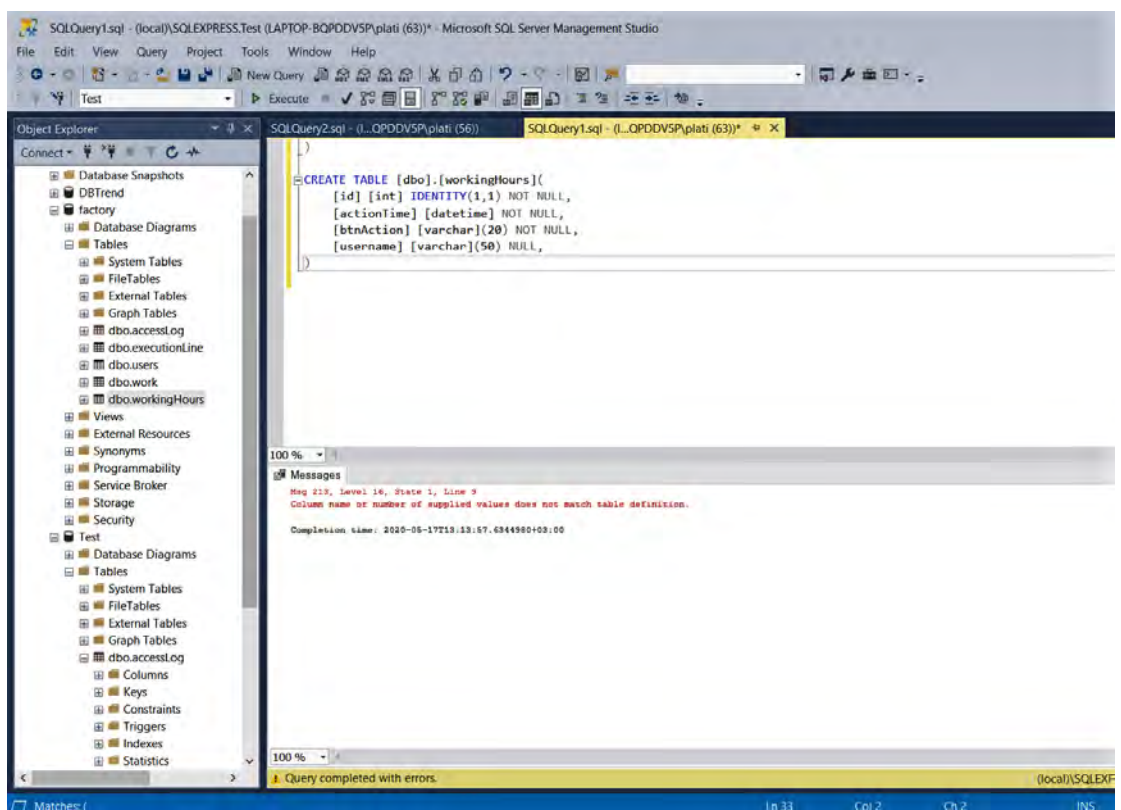 SQLQuery1.sql - (local)\SQLEXPRESS.Test (LAPTOP-BQPDDV5P\plati (63))* - Microsoft SQL Server Management Studio
File Edit View Query Project Tools Window Help
New Query
Test Execute
Object Explorer
SQLQuery2.sql - (L...QPDDV5P\plati (56))
SQLQuery1.sql - (L...QPDDV5P\plati (63))*
Connect
Database Snapshots
DBTrend
factory
Database Diagrams
Tables
System Tables
FileTables
External Tables
Graph Tables
dbo.accessLog
dbo.executionLine
dbo.users
dbo.work
dbo.workingHours
Views
External Resources
Synonyms
Programmability
Service Broker
Storage
Security
Test
Database Diagrams
Tables
System Tables
FileTables
External Tables
Graph Tables
dbo.accessLog
Columns
Keys
Constraints
Triggers
Indexes
Statistics
)
CREATE TABLE [dbo].[workingHours](
[id] [int] IDENTITY(1,1) NOT NULL,
[actionTime] [datetime] NOT NULL,
[btnAction] [varchar](20) NOT NULL,
[username] [varchar](50) NULL,
)
100 %
Messages
Msg 213, Level 16, State 1, Line 9
Column name or number of supplied values does not match table definition.
Completion time: 2020-05-17T13:13:57.6344980+03:00
100 %
Query completed with errors.
(local)\SQLEXF
Matches: (
Ln 33 Col 2 Ch 2 INS